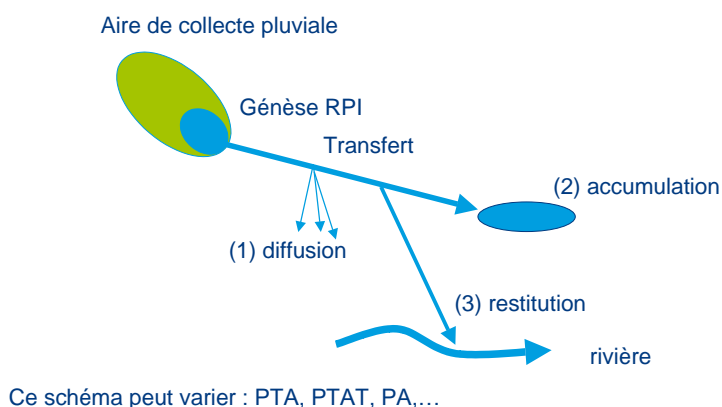 Aire de collecte pluviale
Génèse RPI
Transfert
(2) accumulation
(1) diffusion
(3) restitution
rivière
Ce schéma peut varier : PTA, PTAT, PA,...